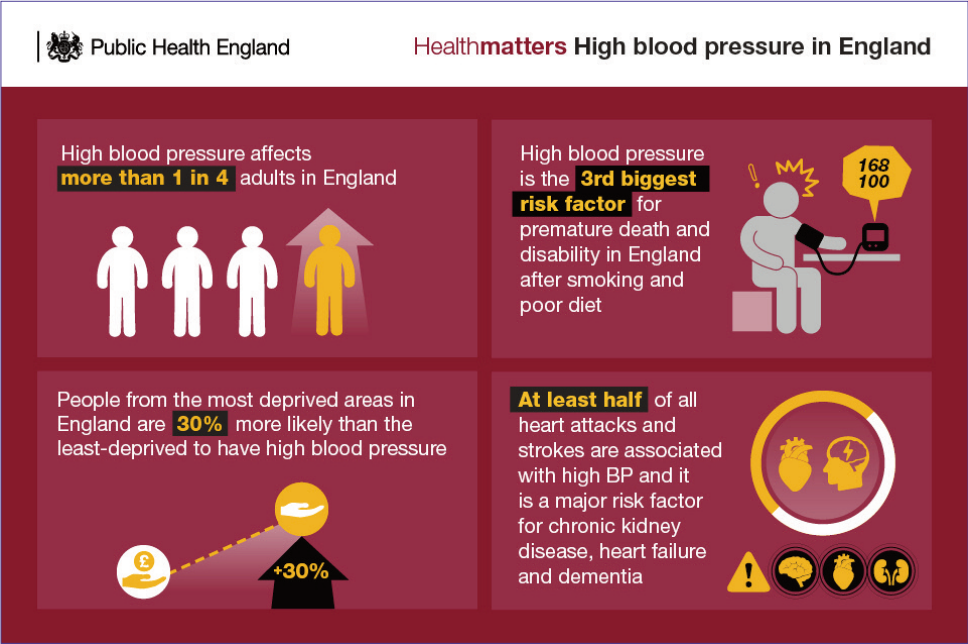 Public Health England
Healthmatters High blood pressure in England
High blood pressure affects
more than 1 in 4 adults in England
High blood pressure
is the 3rd biggest
risk factor for
premature death and
disability in England
after smoking and
poor diet
168
100
People from the most deprived areas in
England are 30% more likely than the
least-deprived to have high blood pressure
£
+30%
At least half of all
heart attacks and
strokes are associated
with high BP and it
is a major risk factor
for chronic kidney
disease, heart failure
and dementia